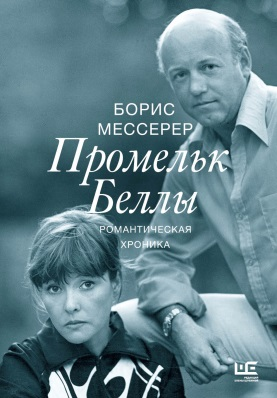 БОРИС
МЕССЕРЕР
Промельк
Беллы
РОМАНТИЧЕСКАЯ
ХРОНИКА